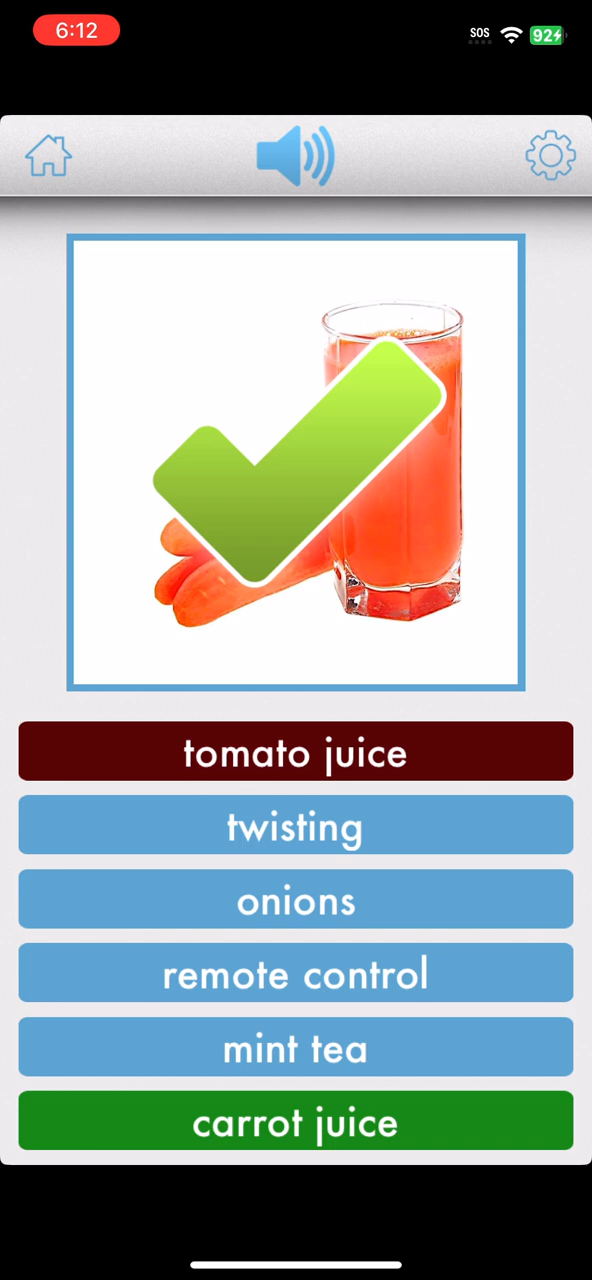 6:12
SOS
92
tomato juice
twisting
onions
remote control
mint tea
carrot juice